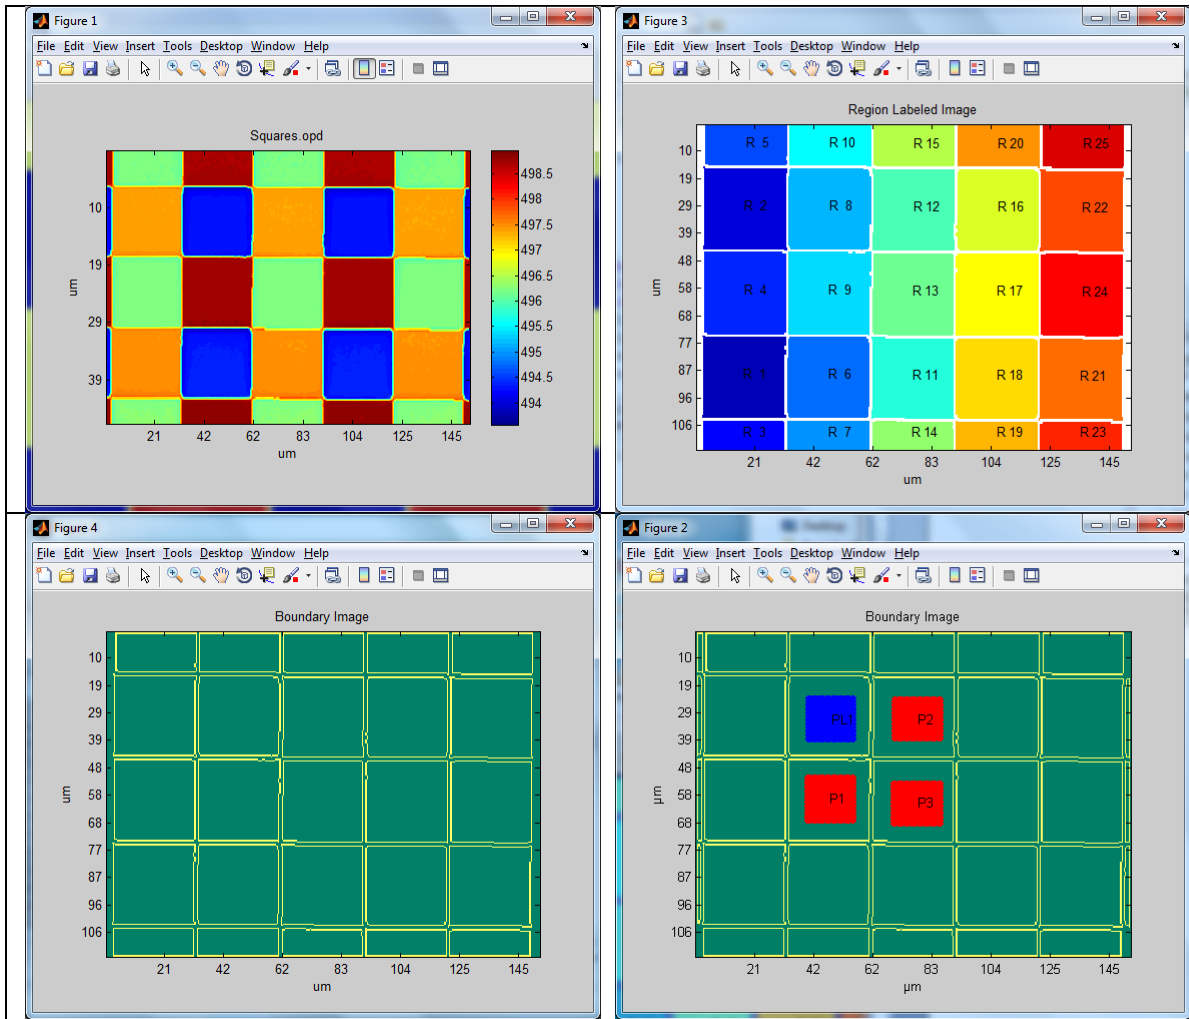 Figure 1
File Edit View Insert Tools Desktop Window Help
Squares.opd
10
19
29
39
um
21 42 62 83 104 125 145
um
498.5
498
497.5
497
496.5
496
495.5
495
494.5
494
Figure 3
File Edit View Insert Tools Desktop Window Help
Region Labeled Image
10
19
29
39
48
58
68
77
87
96
106
um
R 5 R 10 R 15 R 20 R 25
R 2 R 8 R 12 R 16 R 22
R 4 R 9 R 13 R 17 R 24
R 1 R 6 R 11 R 18 R 21
R 3 R 7 R 14 R 19 R 23
21 42 62 83 104 125 145
um
Figure 4
File Edit View Insert Tools Desktop Window Help
Boundary Image
10
19
29
39
48
58
68
77
87
96
106
um
21 42 62 83 104 125 145
um
Figure 2
File Edit View Insert Tools Desktop Window Help
Boundary Image
10
19
29
39
48
58
68
77
87
96
106
µm
PL1 P2
P1 P3
21 42 62 83 104 125 145
µm